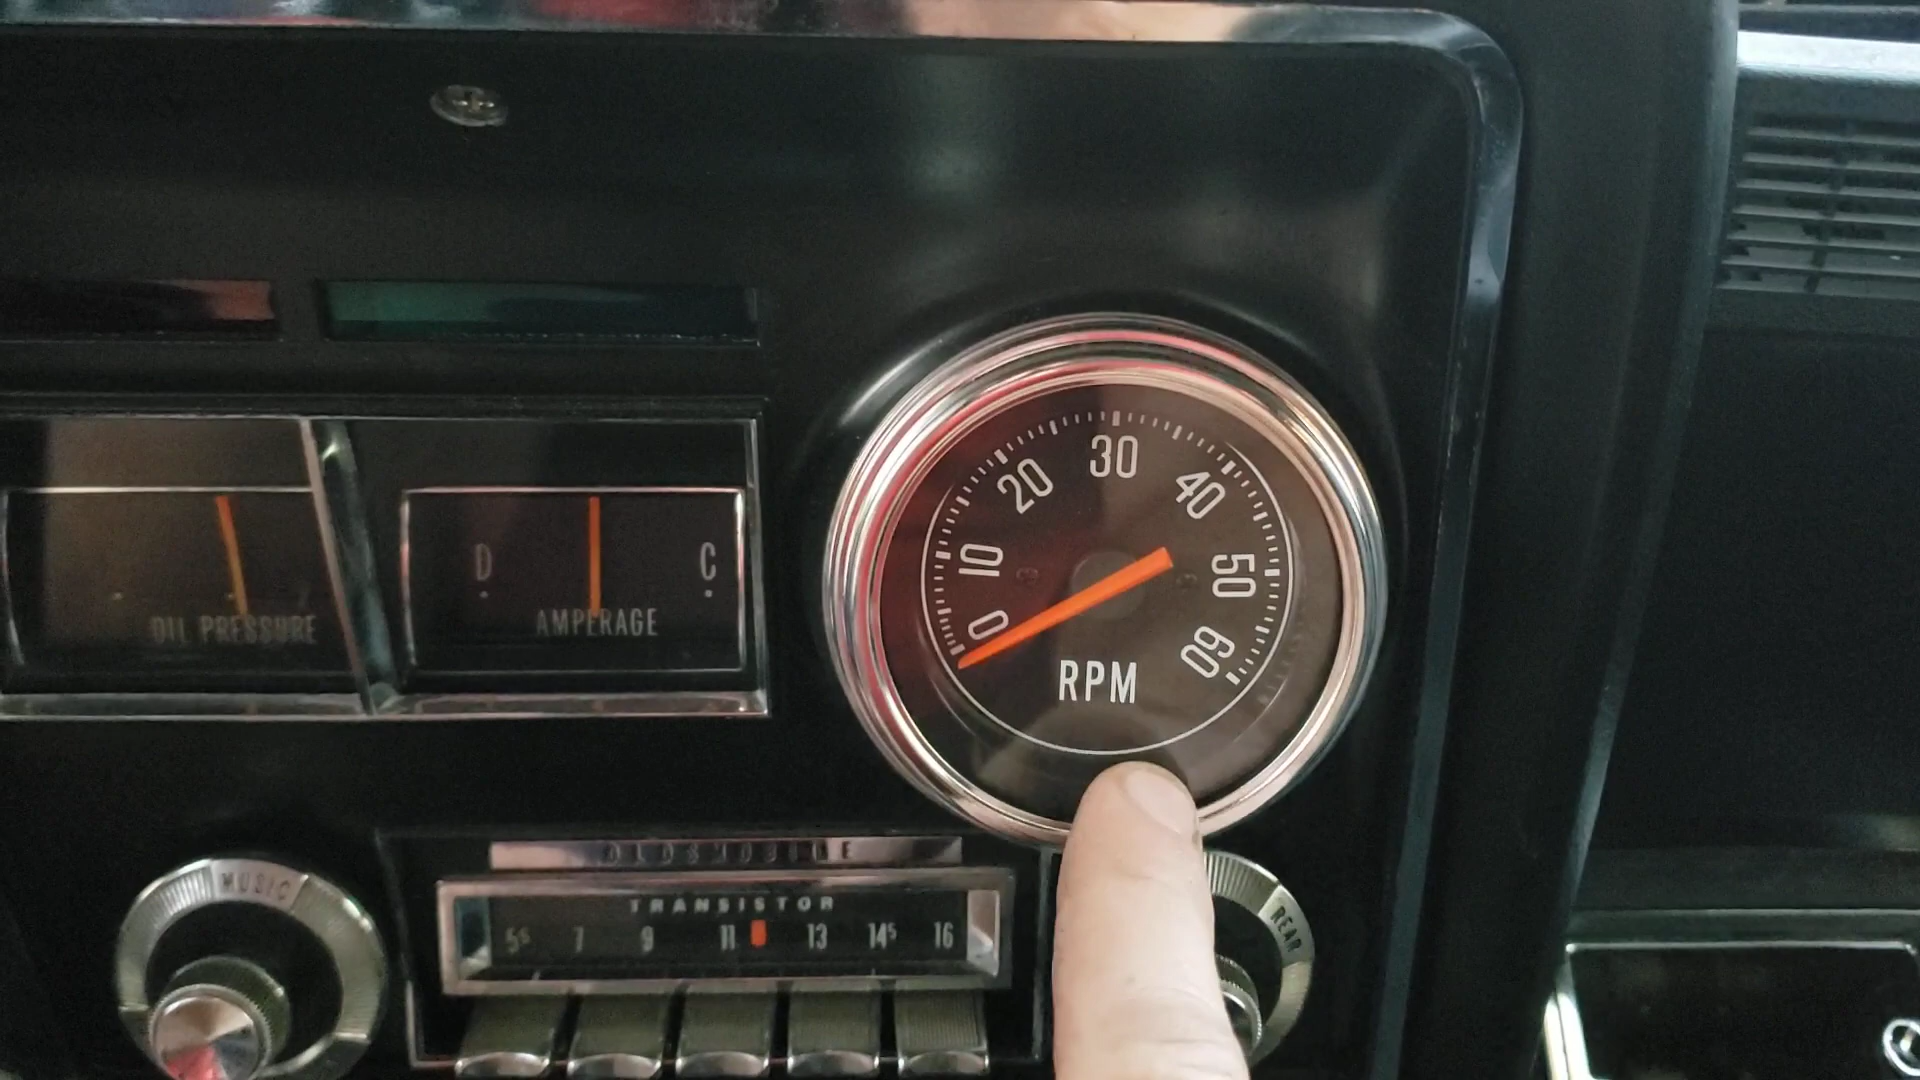 OIL PRESSURE
D C
AMPERAGE
0 10 20 30 40 50 60
RPM
MUSIC
OLDSMOBILE
TRANSISTOR
5⁵ 7 9 11 13 14⁵ 16
REAR